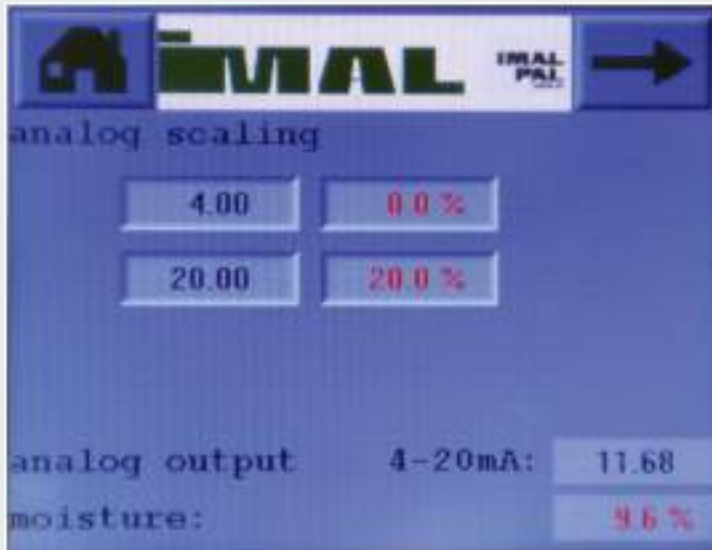 iMAL IMAL
PAL
analog scaling
4.00 0.0 %
20.00 20.0 %
analog output 4-20mA: 11.68
moisture: 9.6 %